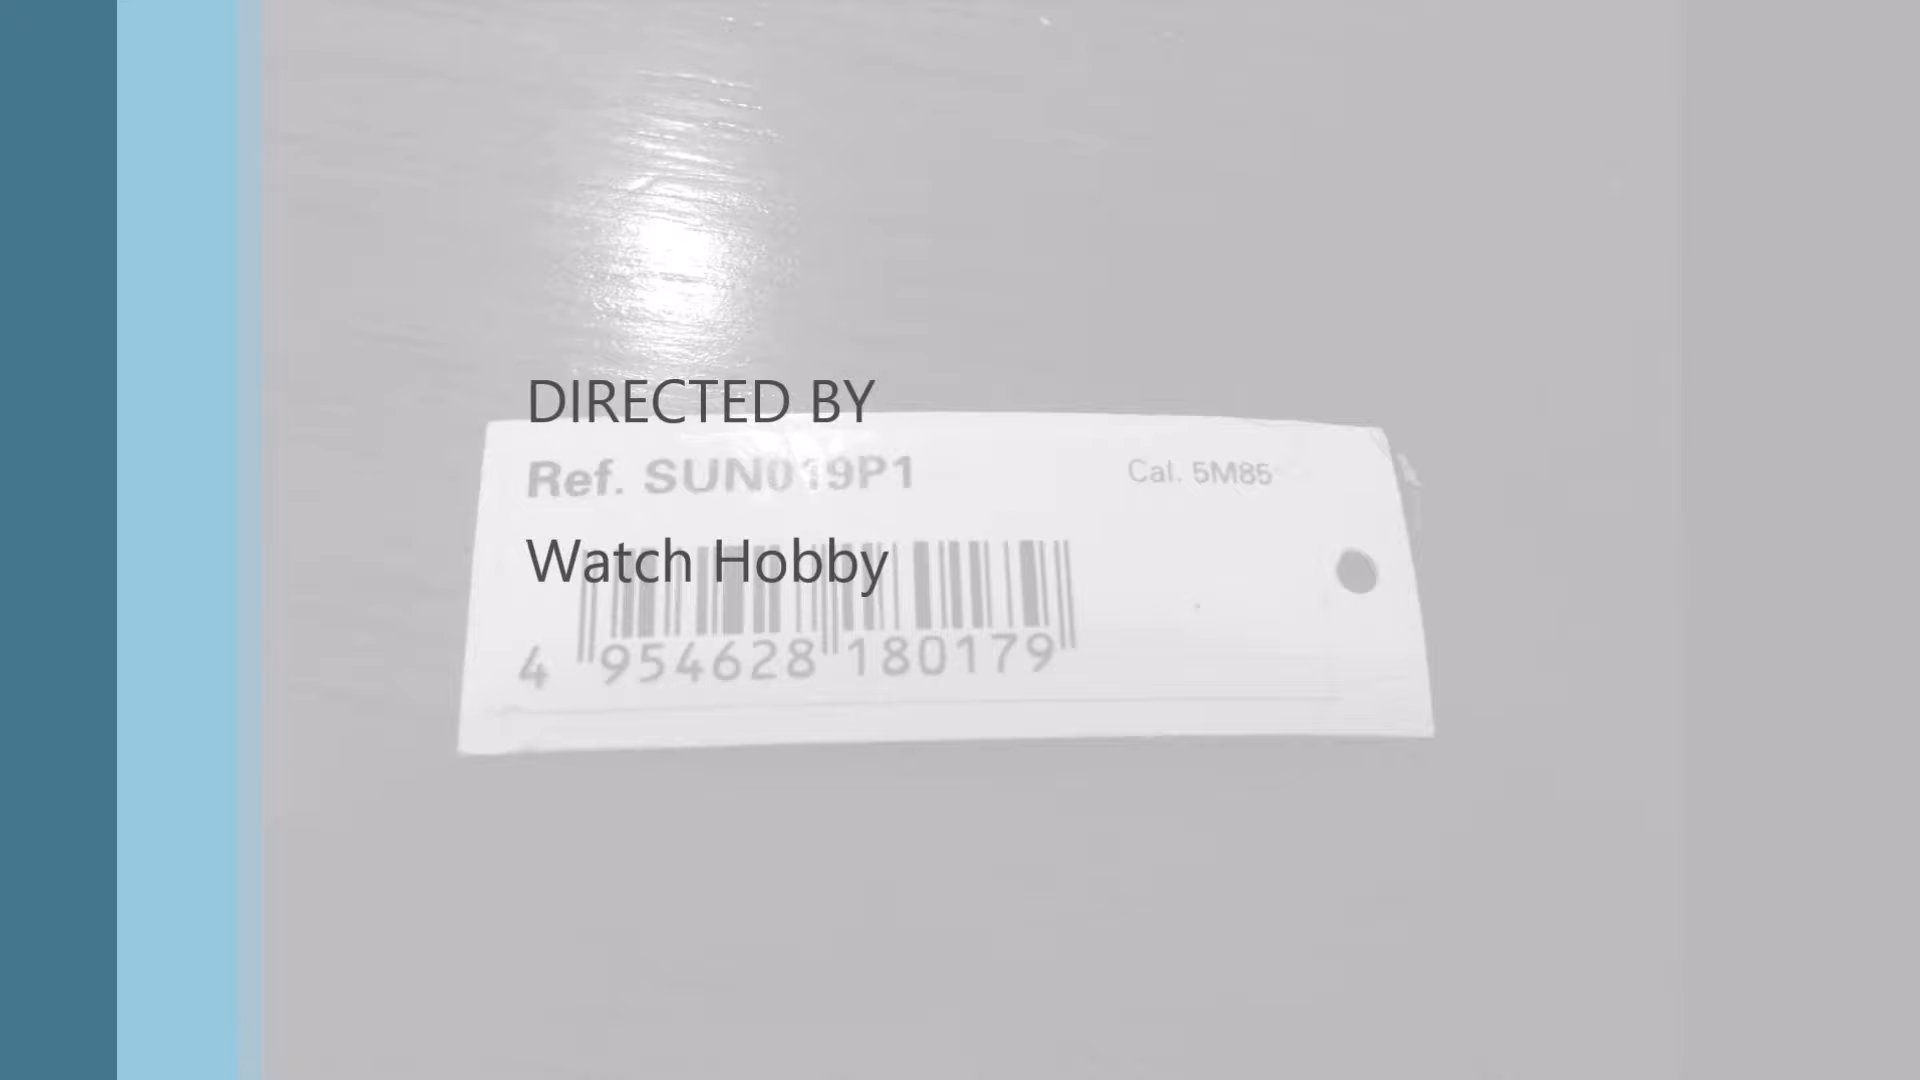 DIRECTED BY
Ref. SUN019P1
Cal. 5M85
Watch Hobby
4 954628 180179